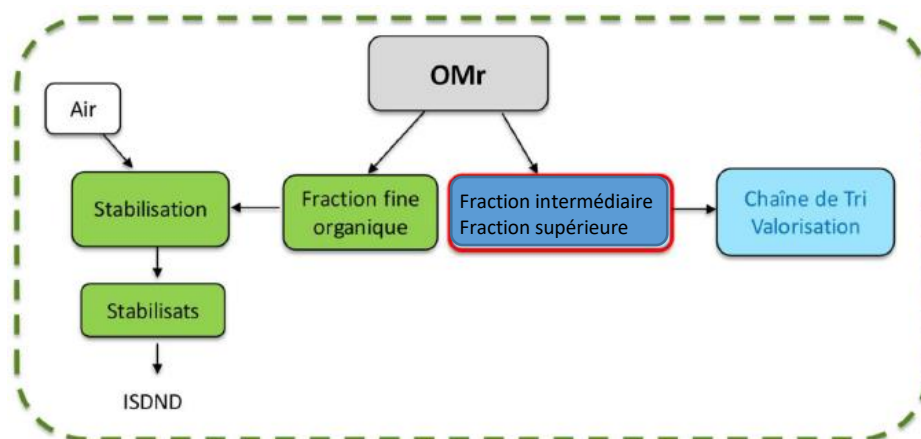 OMr
Air
Stabilisation
Fraction fine
organique
Fraction intermédiaire
Fraction supérieure
Chaîne de Tri
Valorisation
Stabilisats
ISDND